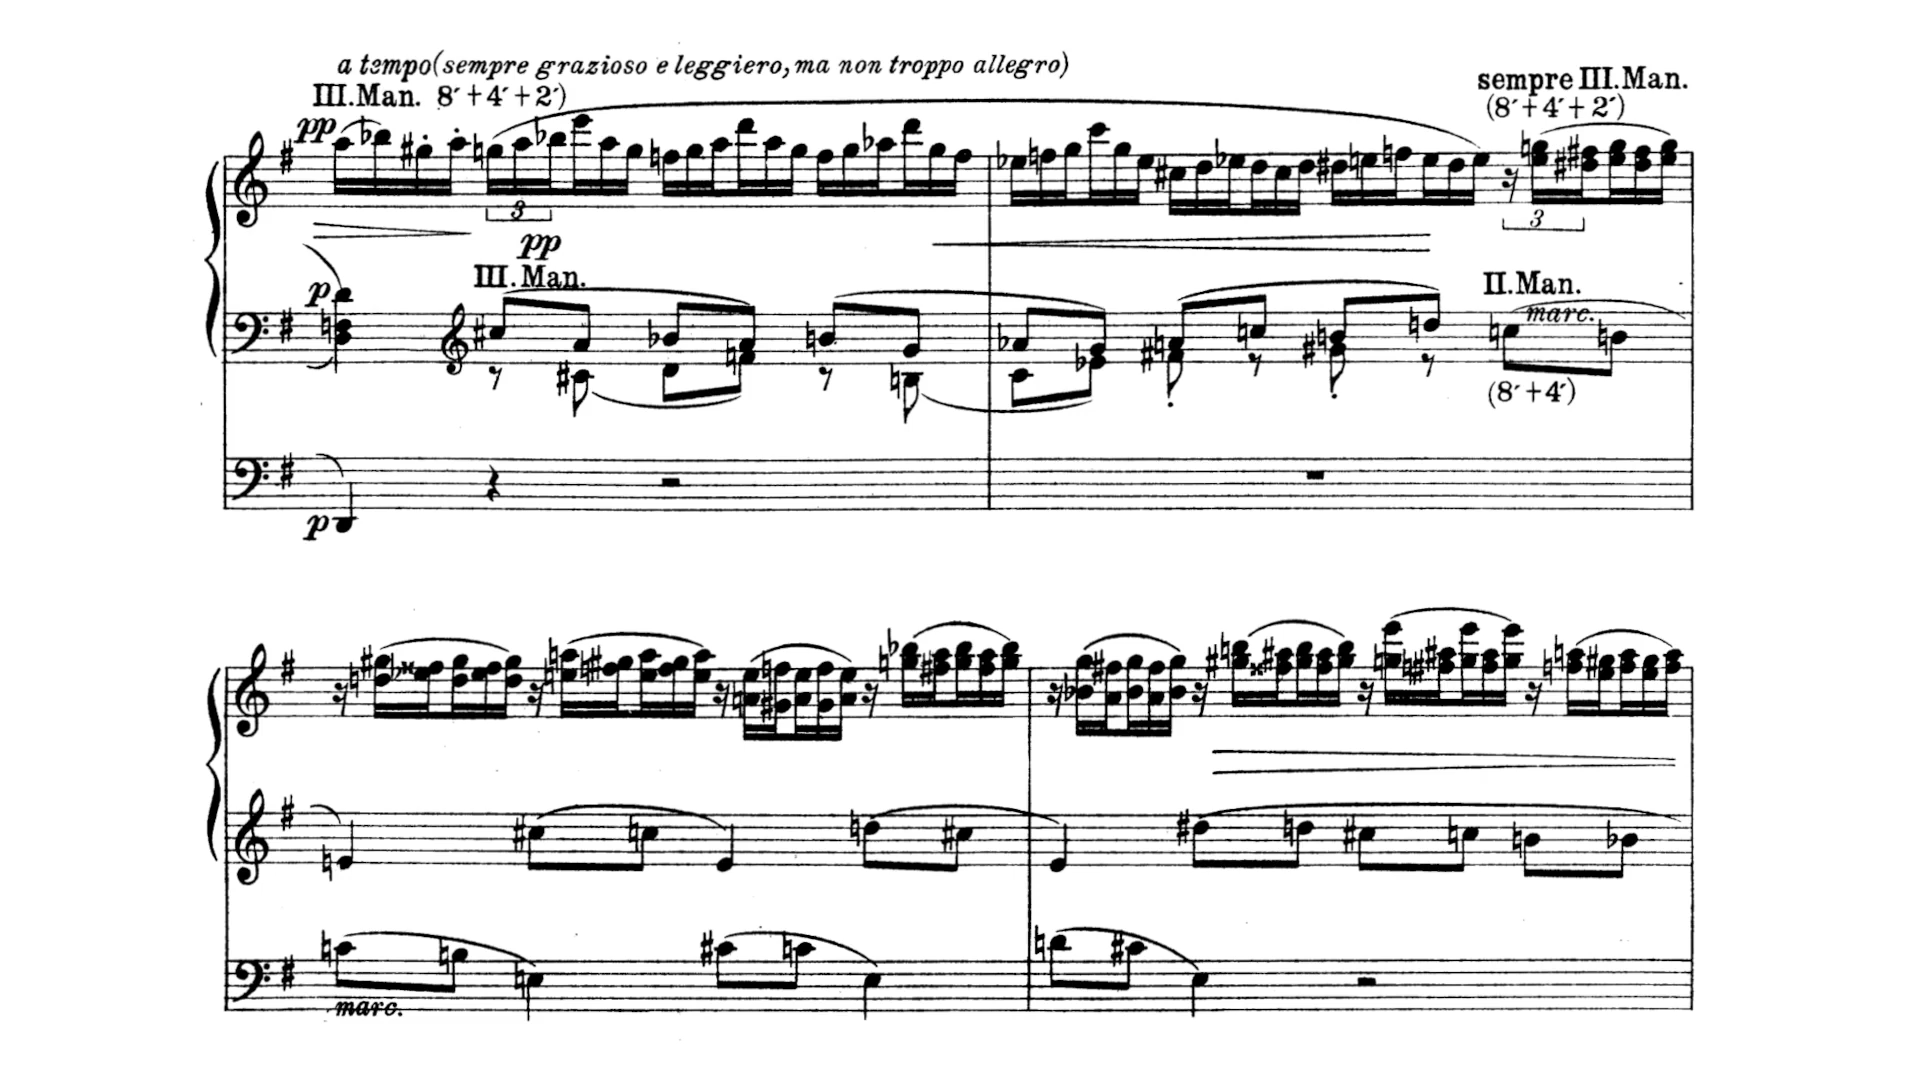 a tempo (sempre grazioso e leggiero, ma non troppo allegro)
III. Man. 8′ + 4′ + 2′)
sempre III. Man.
(8′ + 4′ + 2′)
pp
3
3
pp
III. Man.
II. Man.
p
marc.
(8′ + 4′)
p
marc.